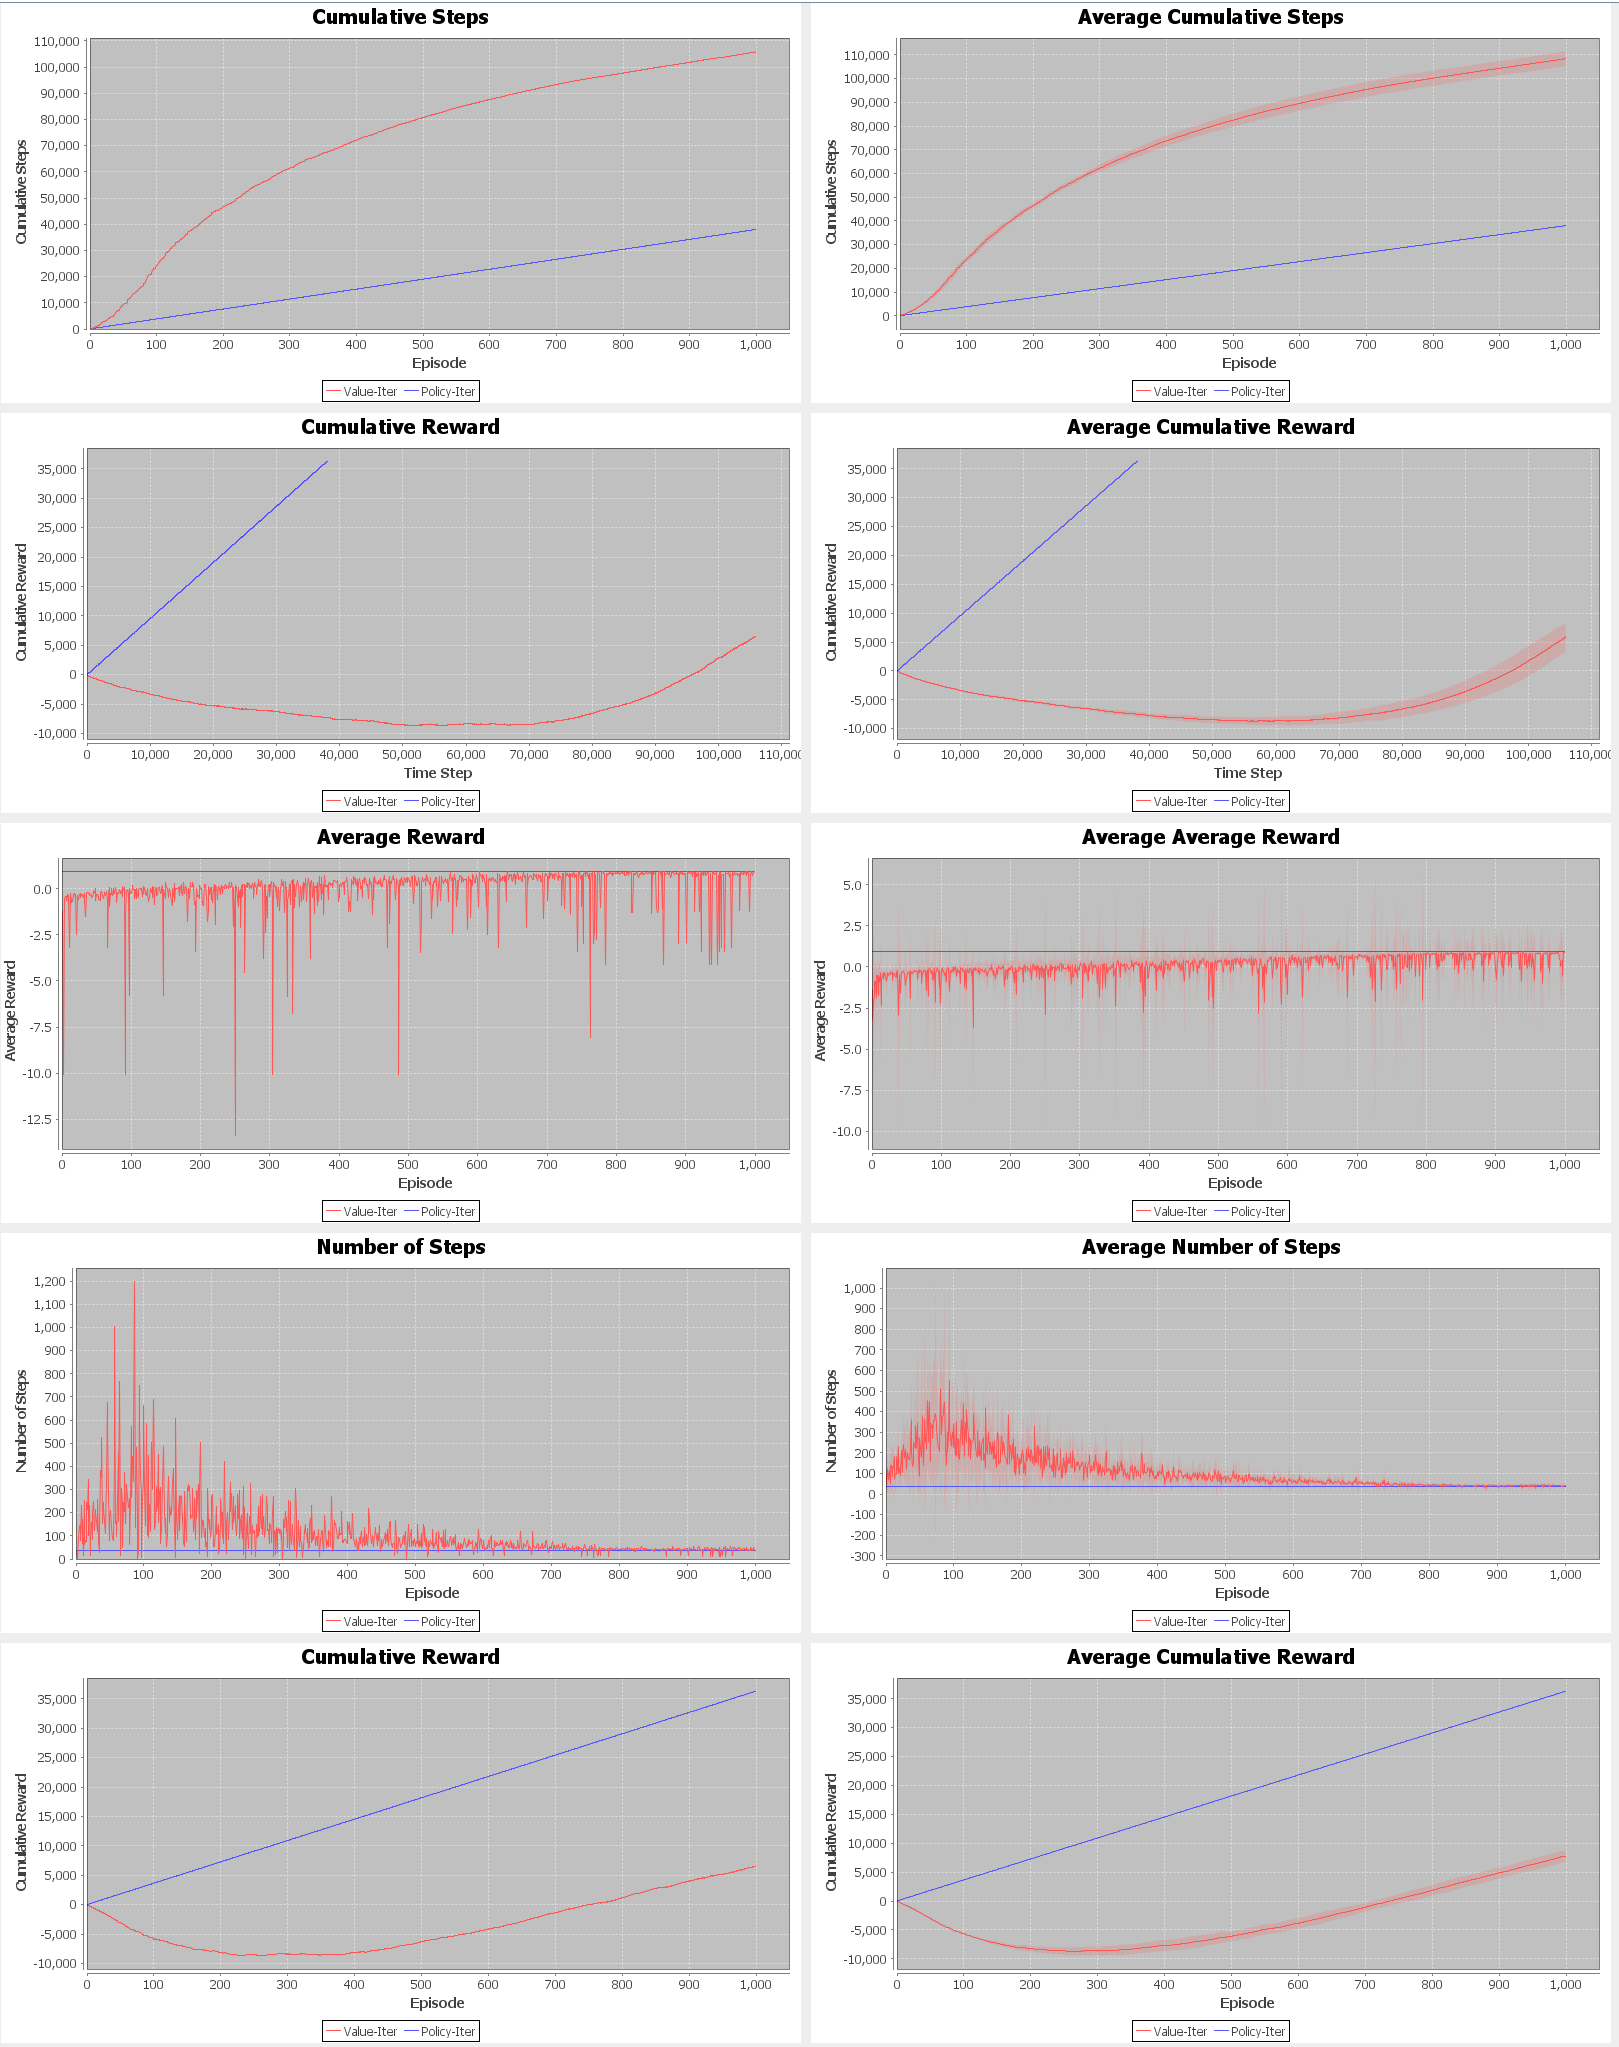 Cumulative Steps
Cumulative Steps
110,000
100,000
90,000
80,000
70,000
60,000
50,000
40,000
30,000
20,000
10,000
0
0 100 200 300 400 500 600 700 800 900 1,000
Episode
Value-Iter Policy-Iter
Average Cumulative Steps
Cumulative Steps
110,000
100,000
90,000
80,000
70,000
60,000
50,000
40,000
30,000
20,000
10,000
0
0 100 200 300 400 500 600 700 800 900 1,000
Episode
Value-Iter Policy-Iter
Cumulative Reward
Cumulative Reward
35,000
30,000
25,000
20,000
15,000
10,000
5,000
0
-5,000
-10,000
0 10,000 20,000 30,000 40,000 50,000 60,000 70,000 80,000 90,000 100,000 110,000
Time Step
Value-Iter Policy-Iter
Average Cumulative Reward
Cumulative Reward
35,000
30,000
25,000
20,000
15,000
10,000
5,000
0
-5,000
-10,000
0 10,000 20,000 30,000 40,000 50,000 60,000 70,000 80,000 90,000 100,000 110,000
Time Step
Value-Iter Policy-Iter
Average Reward
Average Reward
0.0
-2.5
-5.0
-7.5
-10.0
-12.5
0 100 200 300 400 500 600 700 800 900 1,000
Episode
Value-Iter Policy-Iter
Average Average Reward
Average Reward
5.0
2.5
0.0
-2.5
-5.0
-7.5
-10.0
0 100 200 300 400 500 600 700 800 900 1,000
Episode
Value-Iter Policy-Iter
Number of Steps
Number of Steps
1,200
1,100
1,000
900
800
700
600
500
400
300
200
100
0
0 100 200 300 400 500 600 700 800 900 1,000
Episode
Value-Iter Policy-Iter
Average Number of Steps
Number of Steps
1,000
900
800
700
600
500
400
300
200
100
0
-100
-200
-300
0 100 200 300 400 500 600 700 800 900 1,000
Episode
Value-Iter Policy-Iter
Cumulative Reward
Cumulative Reward
35,000
30,000
25,000
20,000
15,000
10,000
5,000
0
-5,000
-10,000
0 100 200 300 400 500 600 700 800 900 1,000
Episode
Value-Iter Policy-Iter
Average Cumulative Reward
Cumulative Reward
35,000
30,000
25,000
20,000
15,000
10,000
5,000
0
-5,000
-10,000
0 100 200 300 400 500 600 700 800 900 1,000
Episode
Value-Iter Policy-Iter